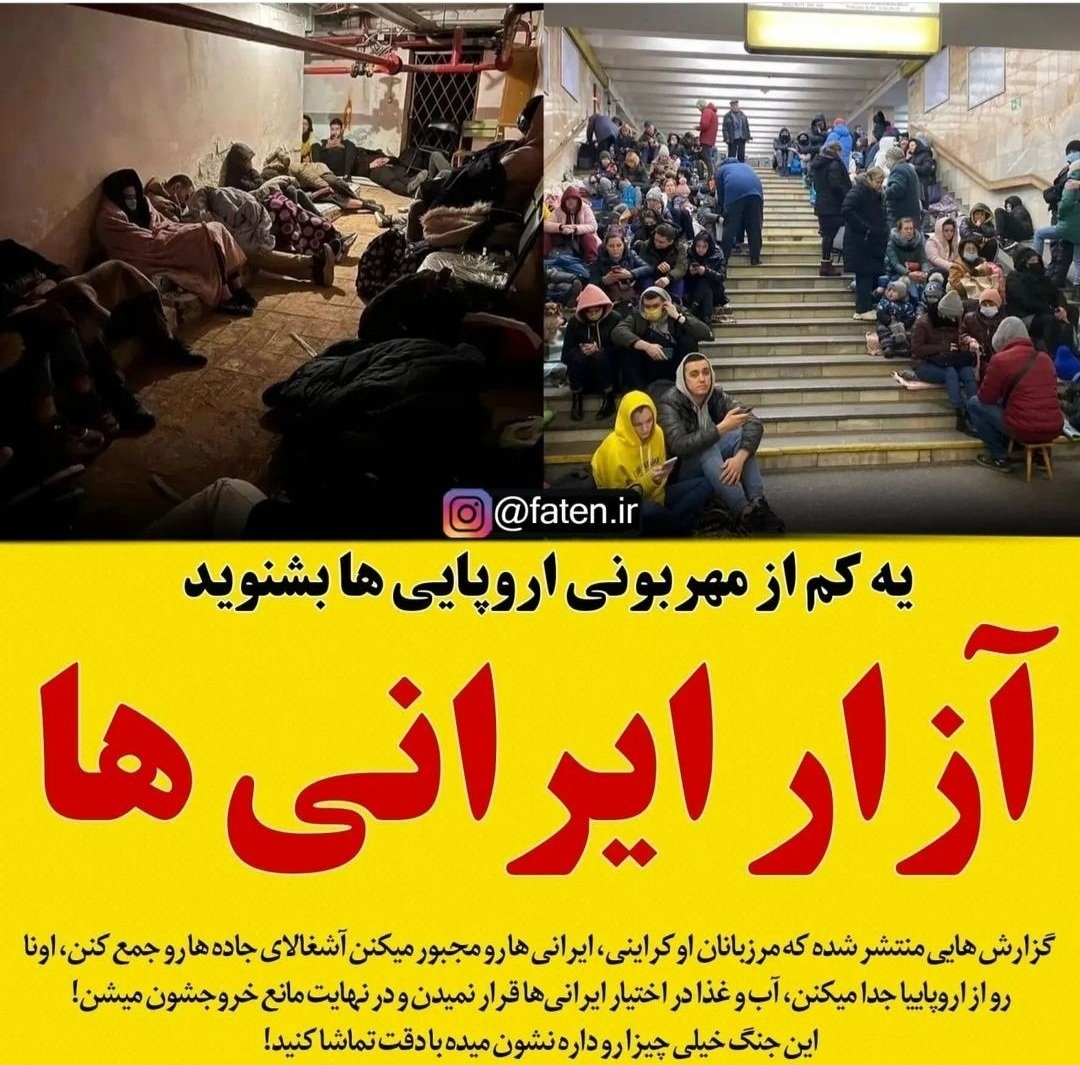 @faten.ir
یه کم از مهربونی اروپایی ها بشنوید
آزار ایرانی ها
گزارش هایی منتشر شده که مرزبانان اوکراینی، ایرانی ها رو مجبور میکنن آشغالای جاده ها رو جمع کنن، اونا
رو از اروپاییا جدا میکنن، آب و غذا در اختیار ایرانی ها قرار نمیدن و در نهایت مانع خروجشون میشن!
این جنگ خیلی چیزا رو داره نشون میده با دقت تماشا کنید!